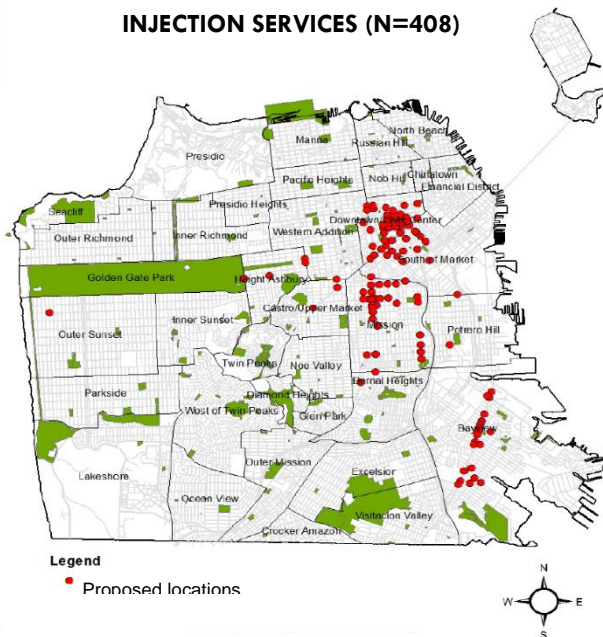 INJECTION SERVICES (N=408)
North Beach
Marina
Russian Hill
Presidio
Chinatown
Nob Hill
Pacific Heights
Financial District
Seacliff
Presidio Heights
Downtown/Civic Center
Western Addition
Outer Richmond
Inner Richmond
South of Market
Golden Gate Park
Haight Ashbury
Castro/Upper Market
Inner Sunset
Mission
Potrero Hill
Outer Sunset
Twin Peaks
Noe Valley
Bernal Heights
Parkside
Diamond Heights
West of Twin Peaks
Glen Park
Bayview
Outer Mission
Excelsior
Lakeshore
Ocean View
Visitacion Valley
Crocker Amazon
Legend
Proposed locations
N
W
E
S